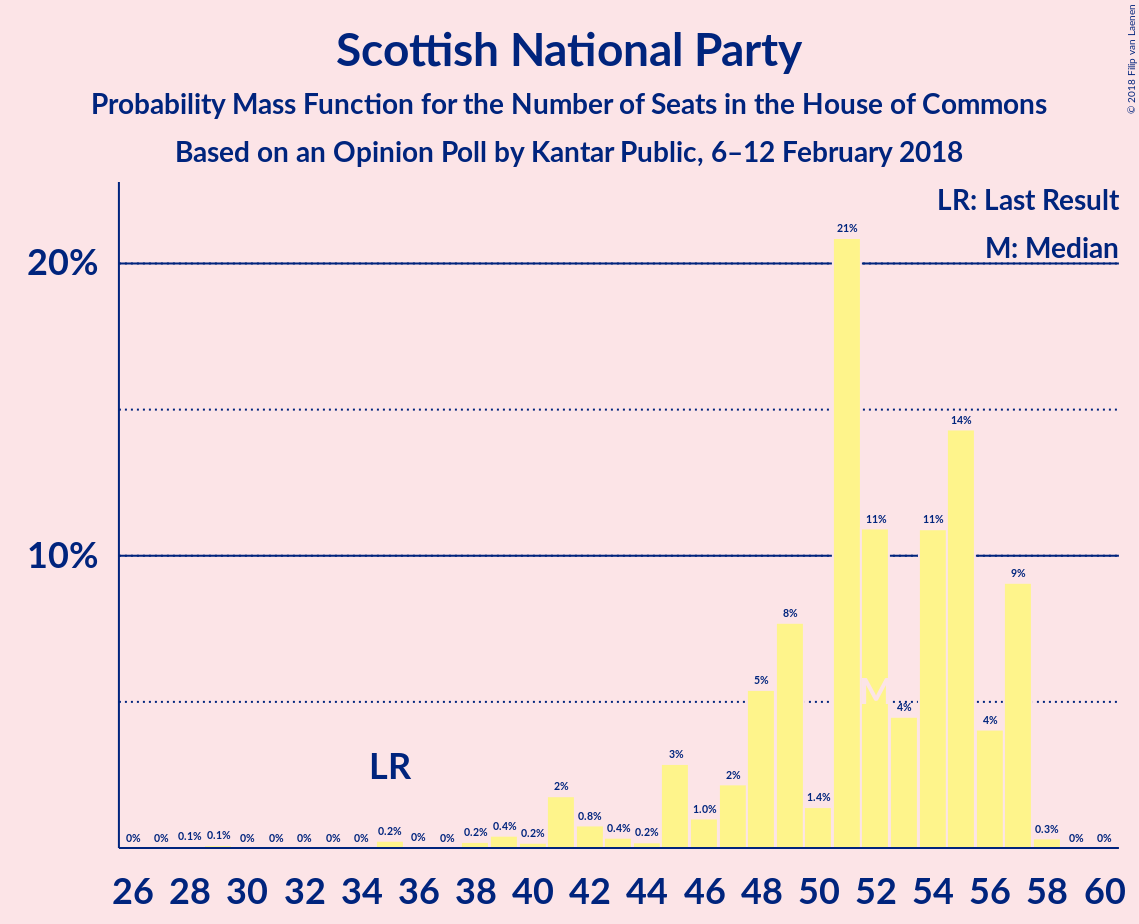 Scottish National Party
Probability Mass Function for the Number of Seats in the House of Commons
Based on an Opinion Poll by Kantar Public, 6–12 February 2018
© 2018 Filip van Laenen
LR: Last Result
M: Median
20%
10%
0% 0% 0.1% 0.1% 0% 0% 0% 0% 0% 0.2% 0% 0% 0.2% 0.4% 0.2% 2% 0.8% 0.4% 0.2% 3% 1.0% 2% 5% 8% 1.4% 21% 11% 4% 11% 14% 4% 9% 0.3% 0% 0%
LR
M
26 28 30 32 34 36 38 40 42 44 46 48 50 52 54 56 58 60